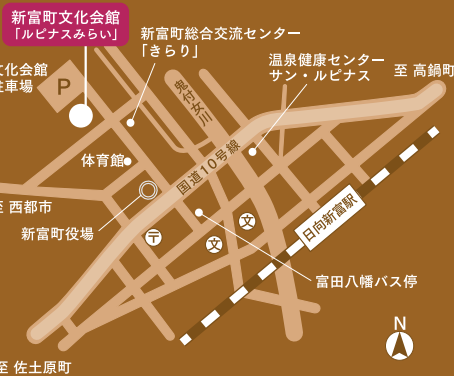 新富町文化会館
「ルピナスみらい」
新富町総合交流センター
「きらり」
温泉健康センター
サン・ルピナス
至 高鍋町
文化会館
駐車場
P
鬼付女川
国道10号線
体育館
至 西都市
新富町役場
〒
文
文
日向新富駅
富田八幡バス停
N
至 佐土原町